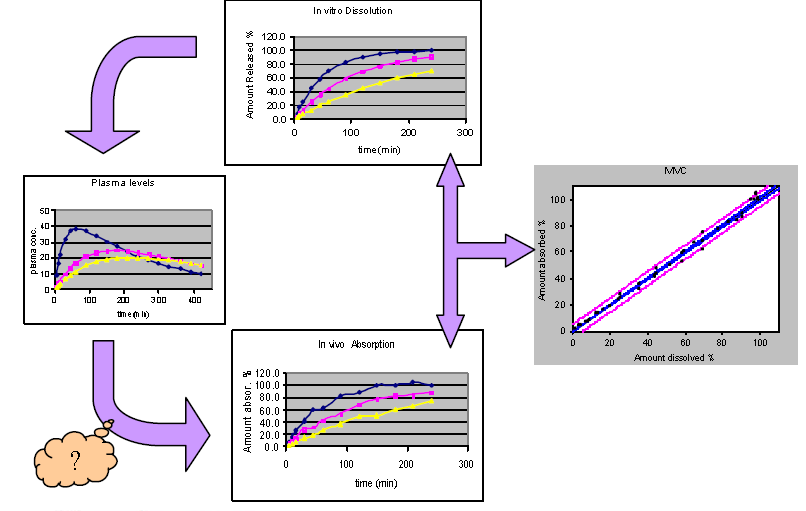 In vitro Dissolution
Amount Released %
120.0
100.0
80.0
60.0
40.0
20.0
0.0
0 100 200 300
time (min)
Plasma levels
plasma conc.
50
40
30
20
10
0
0 100 200 300 400
time(min)
In vivo Absorption
Amount absor. %
120.0
100.0
80.0
60.0
40.0
20.0
0.0
0 100 200 300
time (min)
?
IVIVC
Amount absorbed %
100
80
60
40
20
0
0 20 40 60 80 100
Amount dissolved %